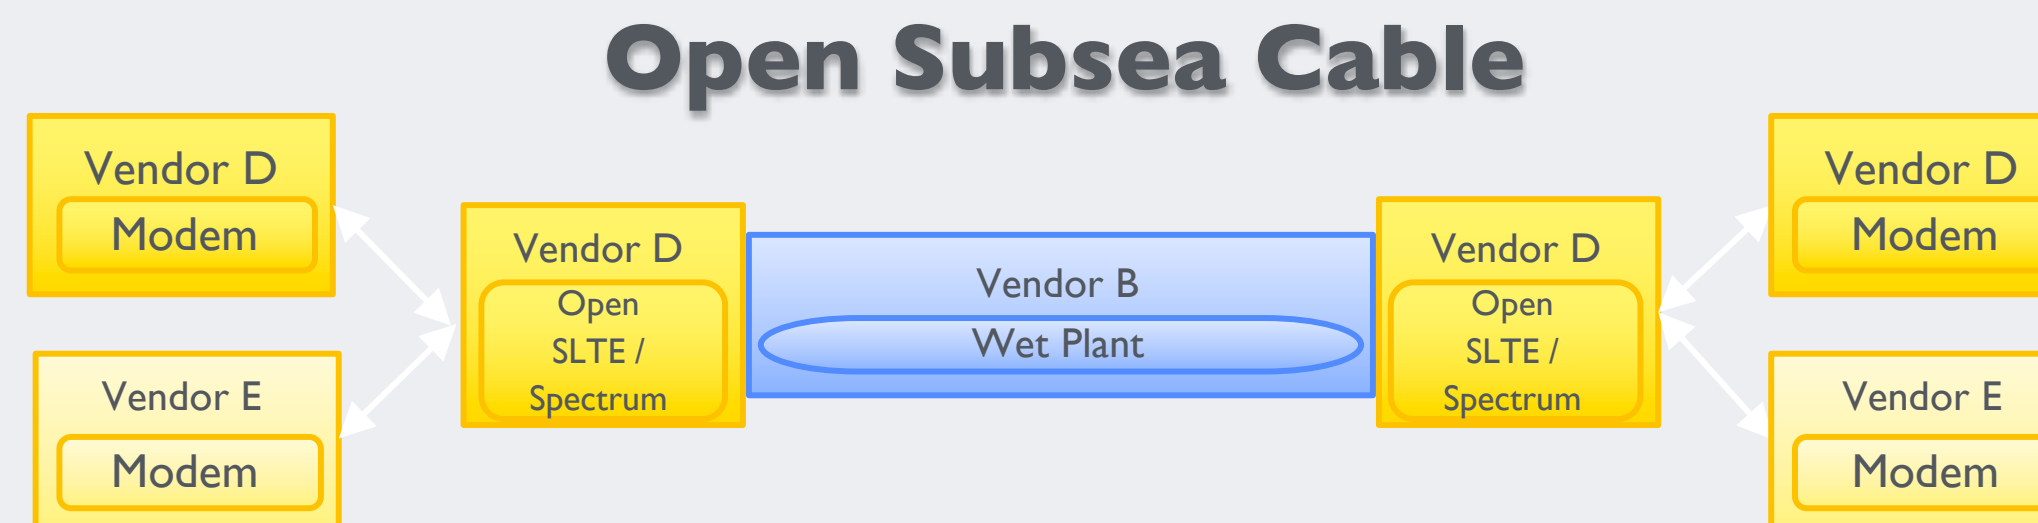 Open Subsea Cable
Vendor D
Modem
Vendor E
Modem
Vendor D
Open
SLTE /
Spectrum
Vendor B
Wet Plant
Vendor D
Open
SLTE /
Spectrum
Vendor D
Modem
Vendor E
Modem